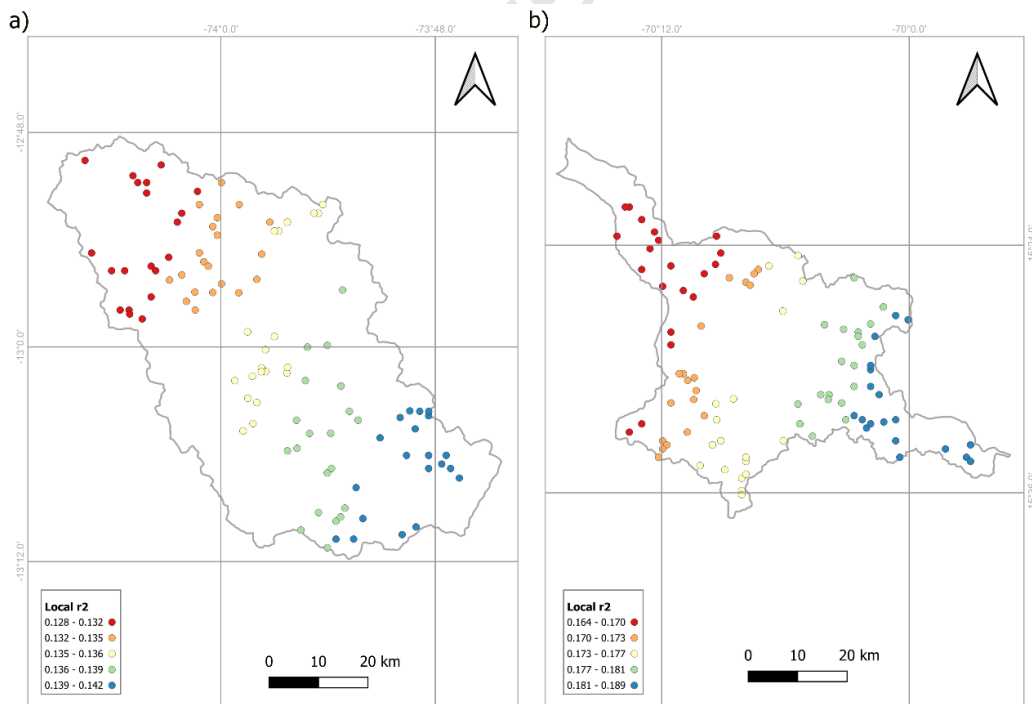 a)
-74°0.0'
-73°48.0'
-12°48.0'
-13°0.0'
-13°12.0'
Local r2
0.128 - 0.132
0.132 - 0.135
0.135 - 0.136
0.136 - 0.139
0.139 - 0.142
0 10 20 km
b)
-70°12.0'
-70°0.0'
Local r2
0.164 - 0.170
0.170 - 0.173
0.173 - 0.177
0.177 - 0.181
0.181 - 0.189
0 10 20 km